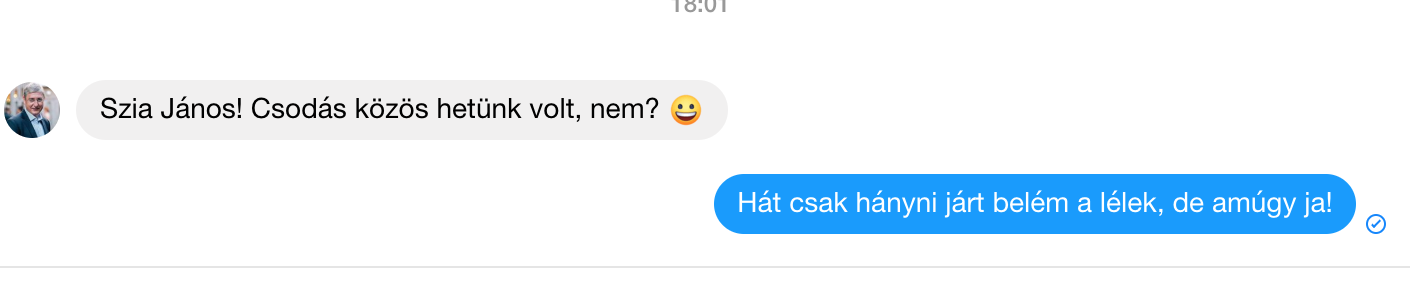 18:01
Szia János! Csodás közös hetünk volt, nem? 😀
Hát csak hányni járt belém a lélek, de amúgy ja!